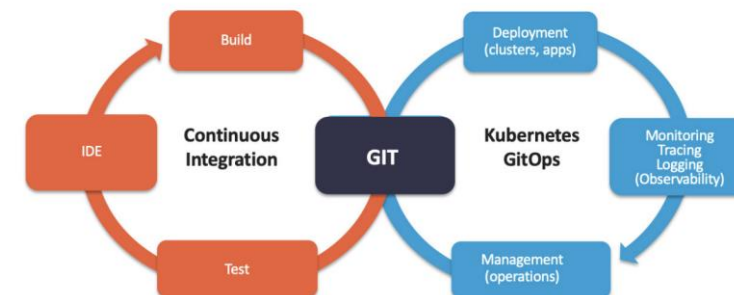 Build
IDE
Continuous
Integration
Test
GIT
Deployment
(clusters, apps)
Kubernetes
GitOps
Monitoring
Tracing
Logging
(Observability)
Management
(operations)